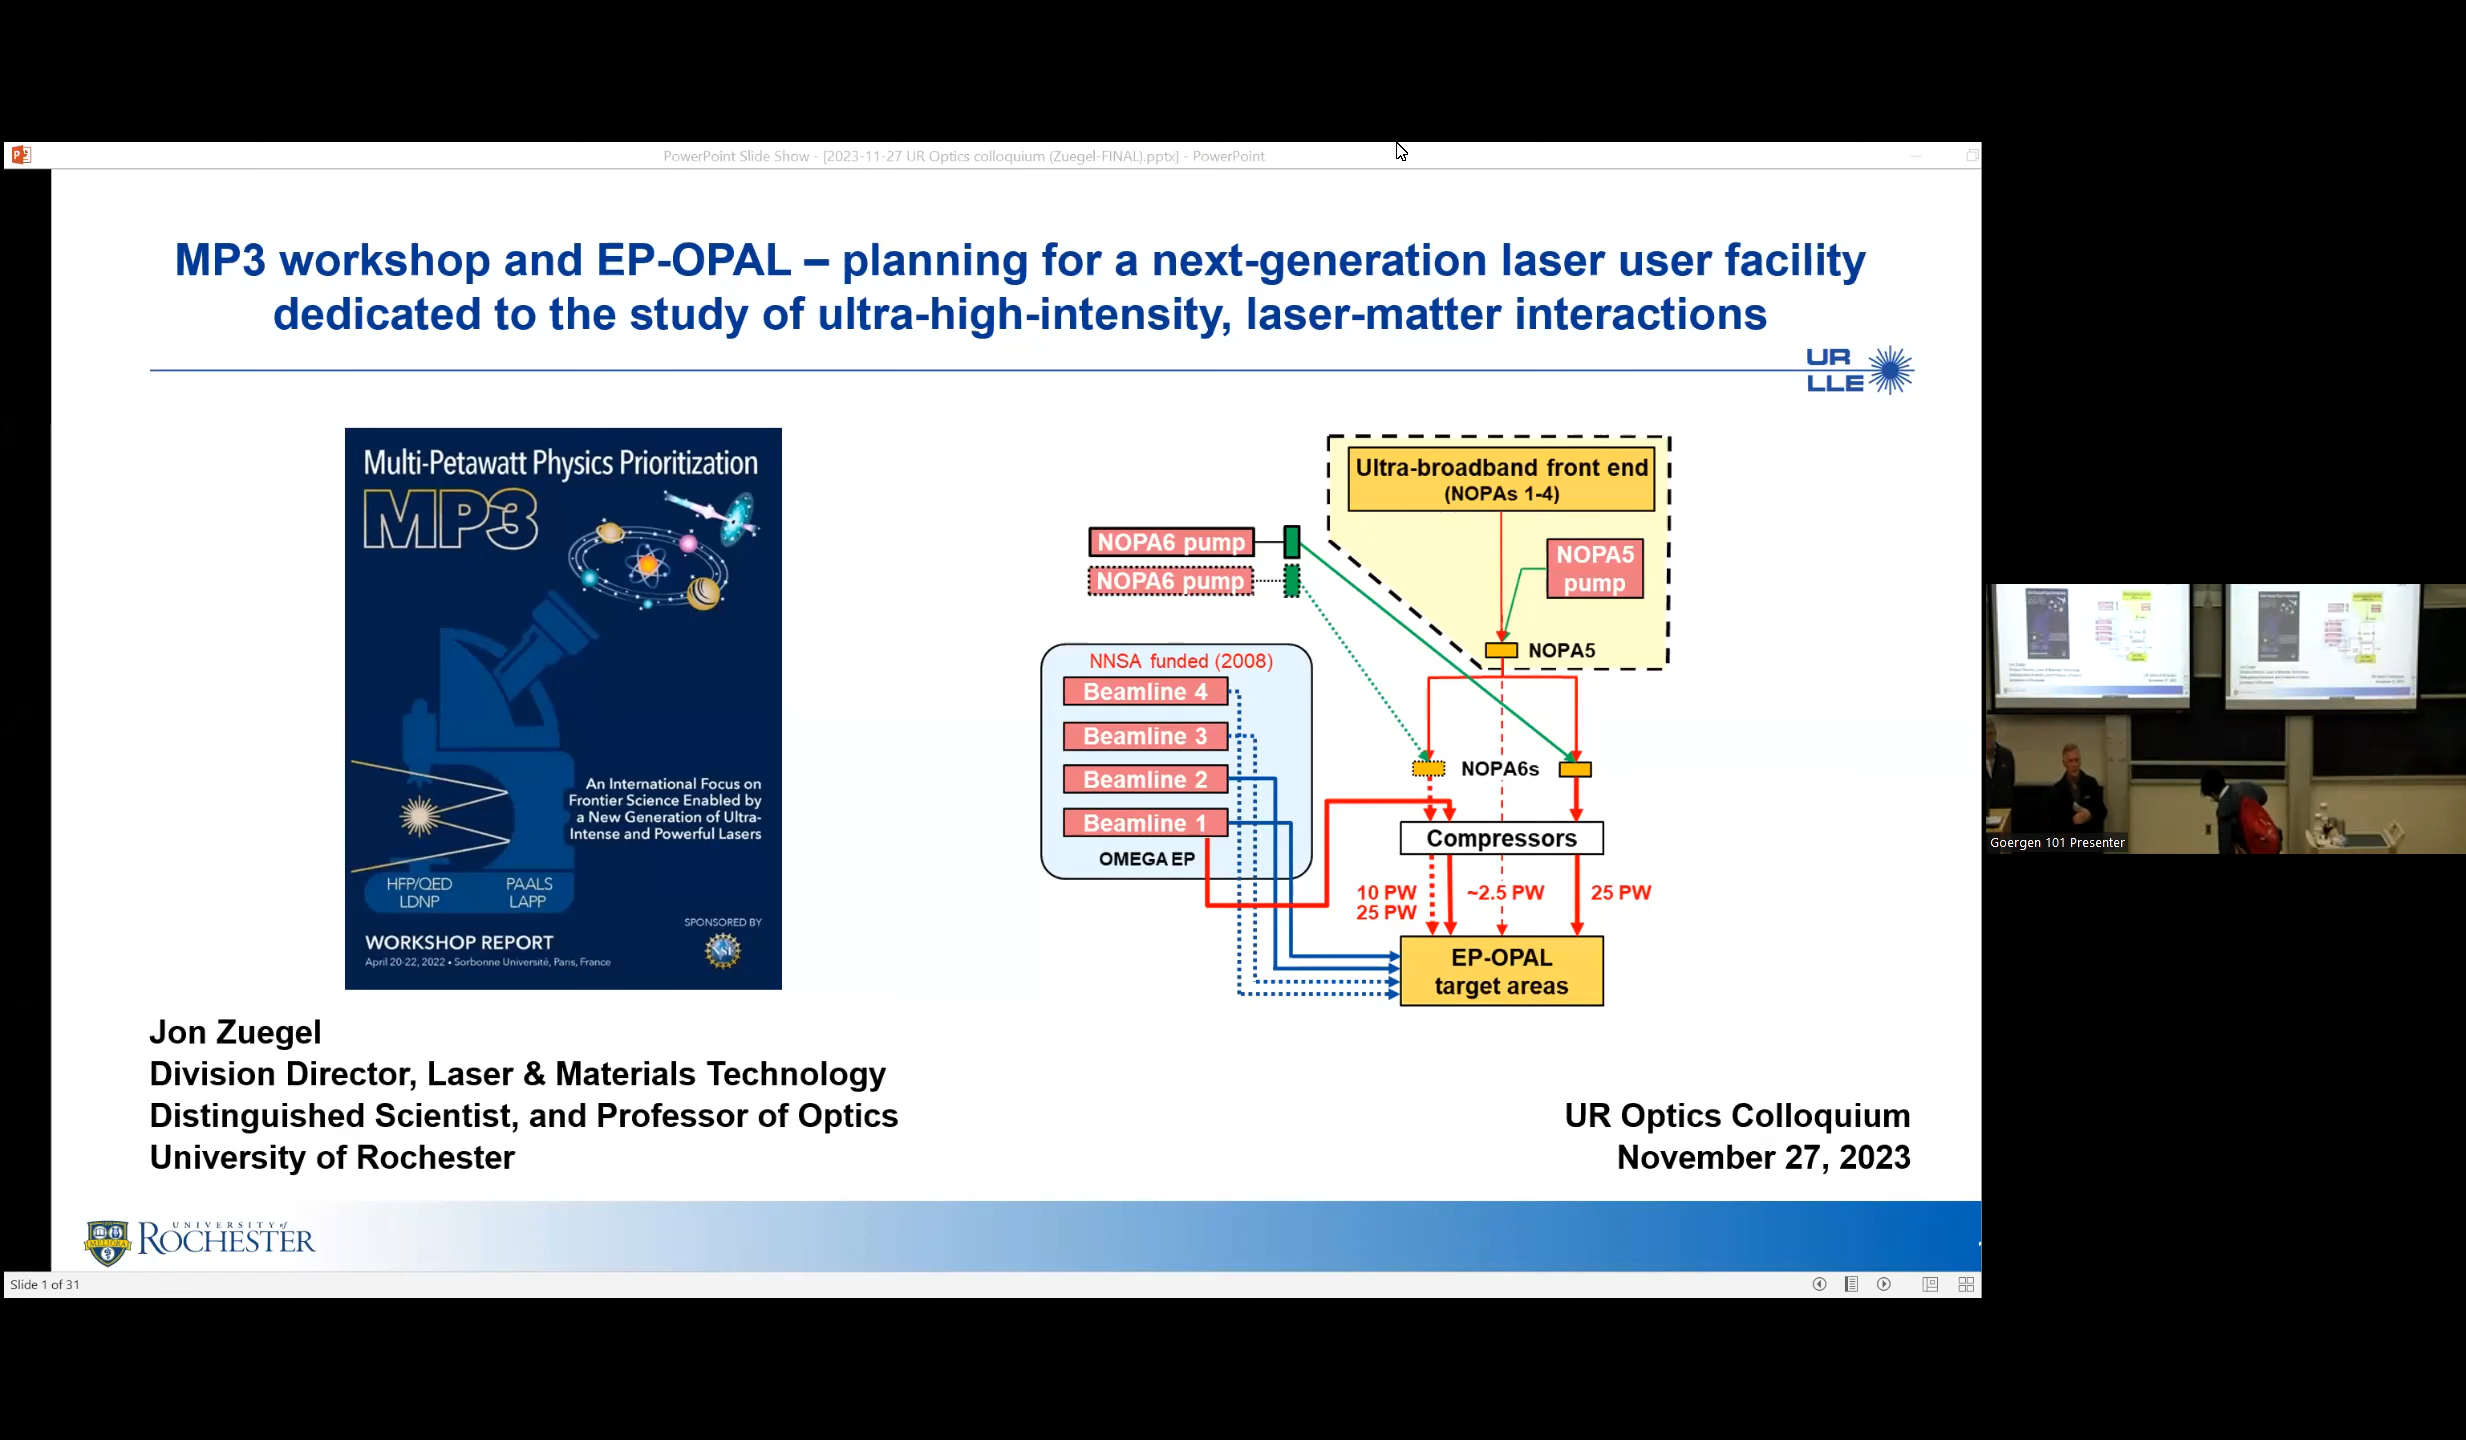 PowerPoint Slide Show - [2023-11-27 UR Optics colloquium (Zuegel-FINAL).pptx] - PowerPoint
MP3 workshop and EP-OPAL – planning for a next-generation laser user facility
dedicated to the study of ultra-high-intensity, laser-matter interactions
UR
LLE
Multi-Petawatt Physics Prioritization
MP3
An International Focus on
Frontier Science Enabled by
a New Generation of Ultra-
Intense and Powerful Lasers
HFP/QED
LDNP
PAALS
LAPP
SPONSORED BY
NSF
WORKSHOP REPORT
April 20-22, 2022 • Sorbonne Université, Paris, France
Ultra-broadband front end
(NOPAs 1-4)
NOPA6 pump
NOPA6 pump
NOPA5
pump
NOPA5
NNSA funded (2008)
Beamline 4
Beamline 3
Beamline 2
Beamline 1
OMEGA EP
NOPA6s
Compressors
10 PW
25 PW
~2.5 PW
25 PW
EP-OPAL
target areas
Jon Zuegel
Division Director, Laser & Materials Technology
Distinguished Scientist, and Professor of Optics
University of Rochester
UR Optics Colloquium
November 27, 2023
MELIORA
UNIVERSITY of
ROCHESTER
Slide 1 of 31
Goergen 101 Presenter